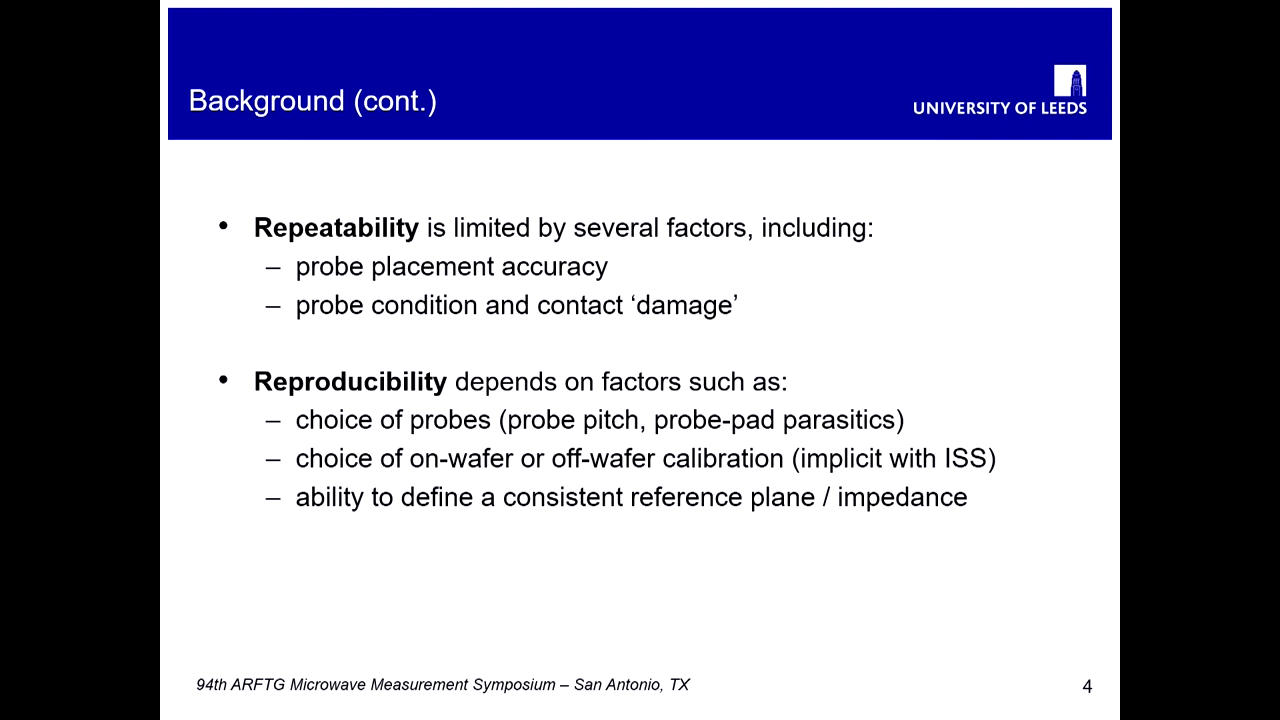 Background (cont.)
UNIVERSITY OF LEEDS
• Repeatability is limited by several factors, including:
– probe placement accuracy
– probe condition and contact ‘damage’
• Reproducibility depends on factors such as:
– choice of probes (probe pitch, probe-pad parasitics)
– choice of on-wafer or off-wafer calibration (implicit with ISS)
– ability to define a consistent reference plane / impedance
94th ARFTG Microwave Measurement Symposium – San Antonio, TX
4